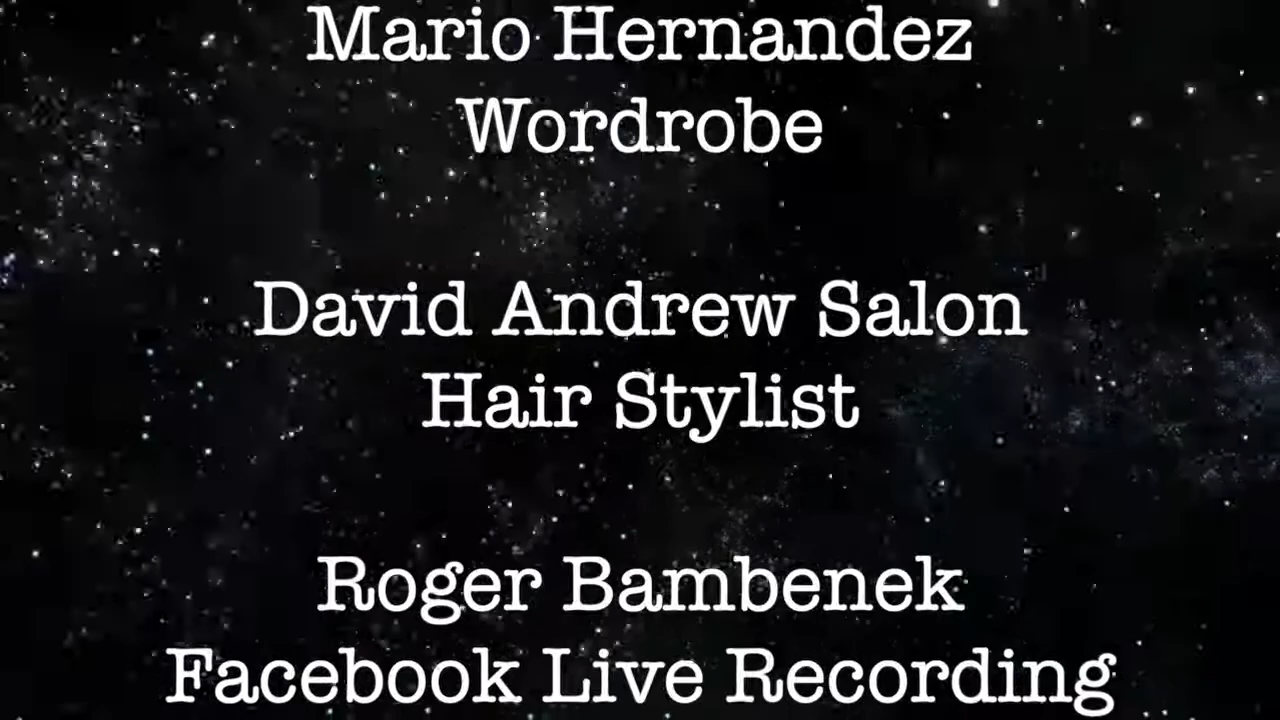 Mario Hernandez
Wordrobe
David Andrew Salon
Hair Stylist
Roger Bambenek
Facebook Live Recording